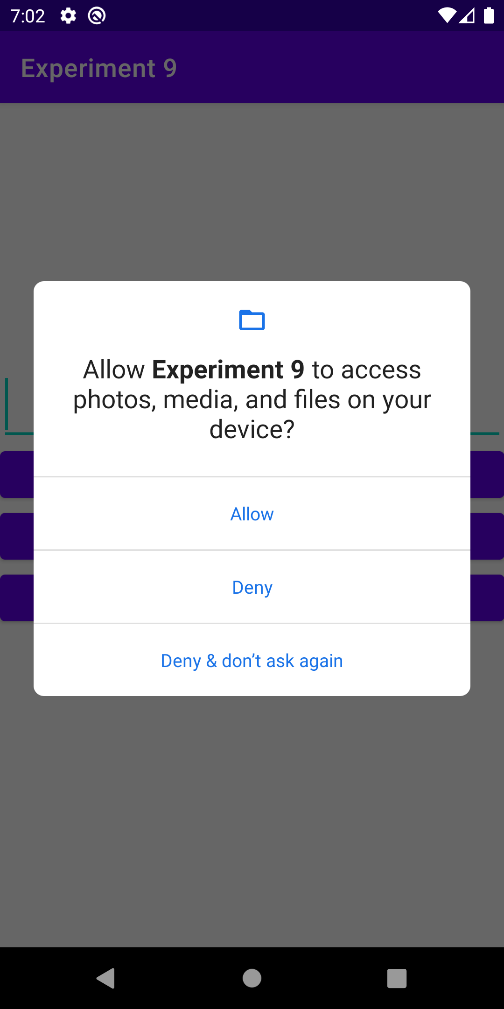 7:02
Experiment 9
Allow Experiment 9 to access
photos, media, and files on your
device?
Allow
Deny
Deny & don’t ask again